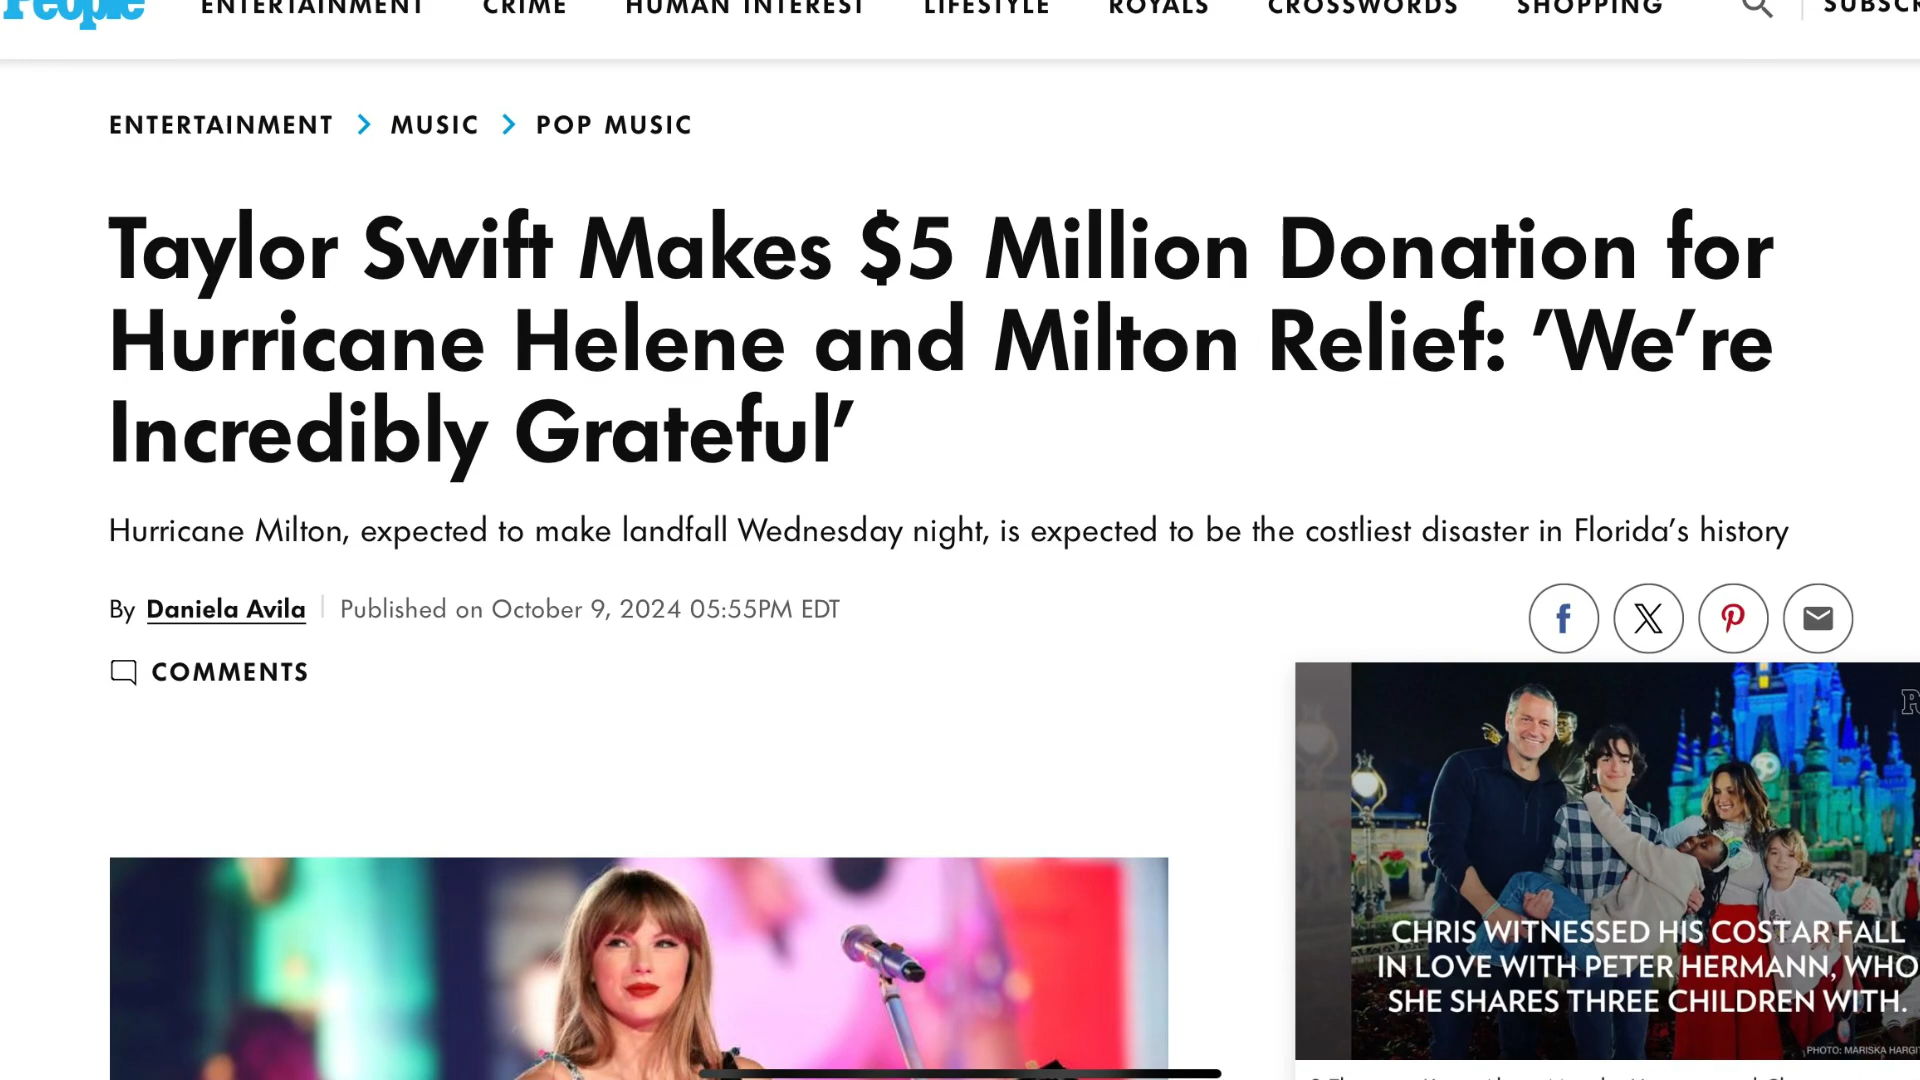 People
ENTERTAINMENT CRIME HUMAN INTEREST LIFESTYLE ROYALS CROSSWORDS SHOPPING
ENTERTAINMENT > MUSIC > POP MUSIC
Taylor Swift Makes $5 Million Donation for
Hurricane Helene and Milton Relief: 'We're
Incredibly Grateful'
Hurricane Milton, expected to make landfall Wednesday night, is expected to be the costliest disaster in Florida's history
By Daniela Avila | Published on October 9, 2024 05:55PM EDT
COMMENTS
CHRIS WITNESSED HIS COSTAR FALL
IN LOVE WITH PETER HERMANN, WHO
SHE SHARES THREE CHILDREN WITH.
PHOTO: MARISKA